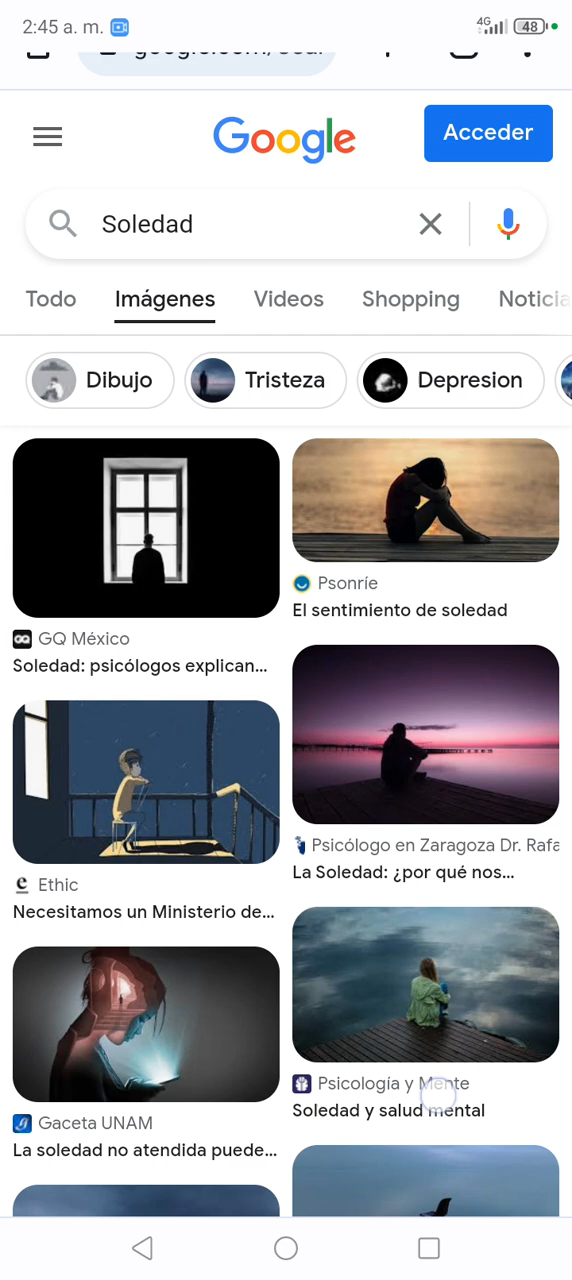 2:45 a. m.
4G
48
Google
Acceder
Soledad
Todo
Imágenes
Videos
Shopping
Noticia
Dibujo
Tristeza
Depresion
GQ México
Soledad: psicólogos explican...
Psonríe
El sentimiento de soledad
Psicólogo en Zaragoza Dr. Rafa
La Soledad: ¿por qué nos...
Ethic
Necesitamos un Ministerio de...
Psicología y Mente
Soledad y salud mental
Gaceta UNAM
La soledad no atendida puede...